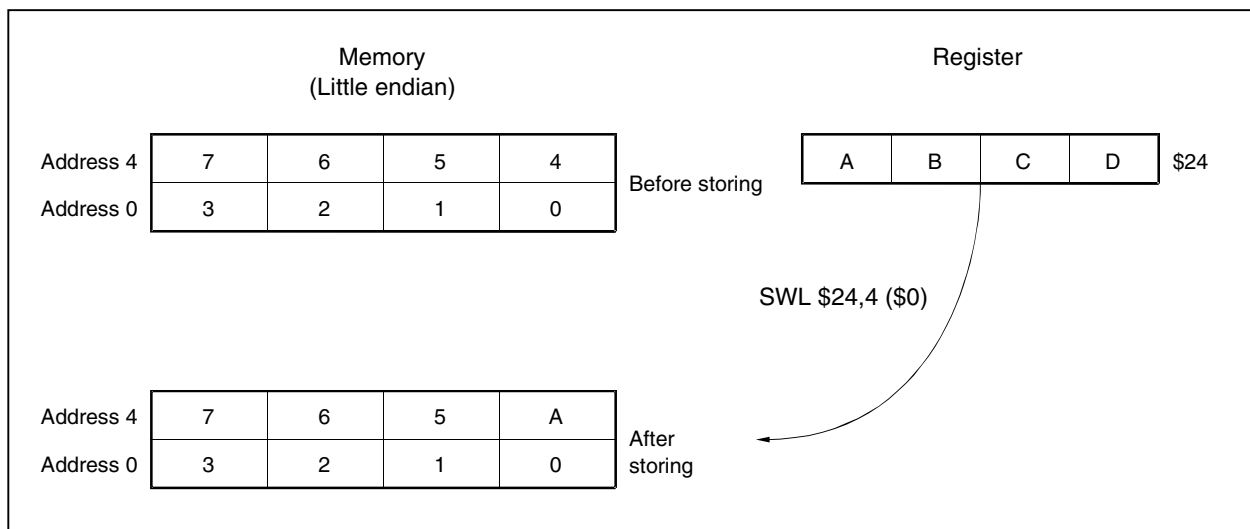 Memory
(Little endian)
Register
Address 4 7 6 5 4
Address 0 3 2 1 0
Before storing
A B C D $24
SWL $24,4 ($0)
Address 4 7 6 5 A
Address 0 3 2 1 0
After
storing